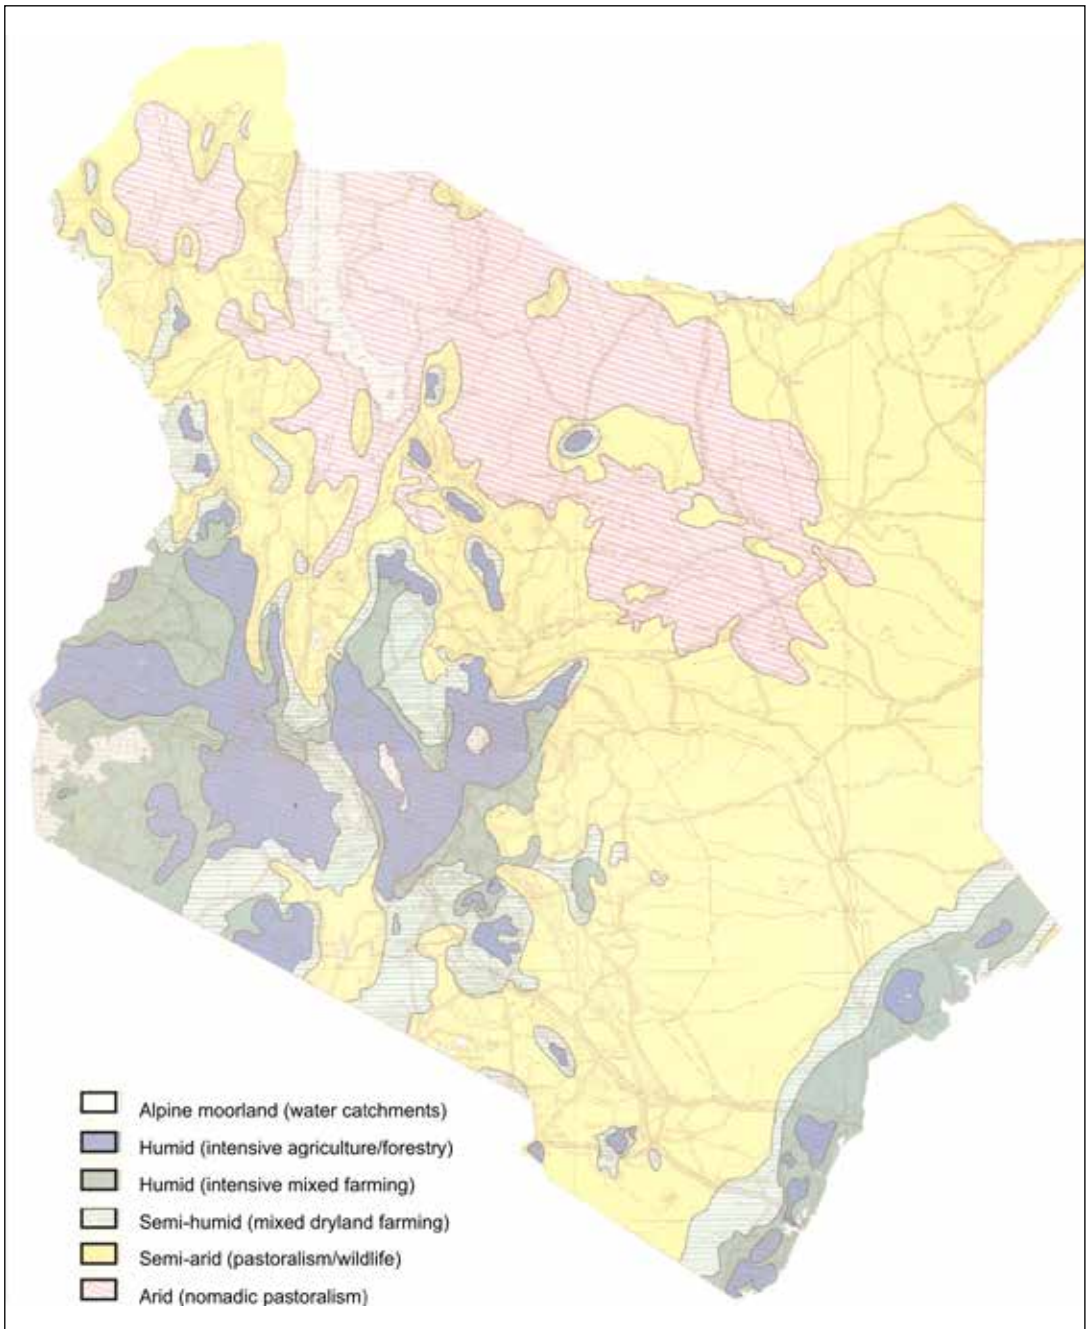 Alpine moorland (water catchments)
Humid (intensive agriculture/forestry)
Humid (intensive mixed farming)
Semi-humid (mixed dryland farming)
Semi-arid (pastoralism/wildlife)
Arid (nomadic pastoralism)